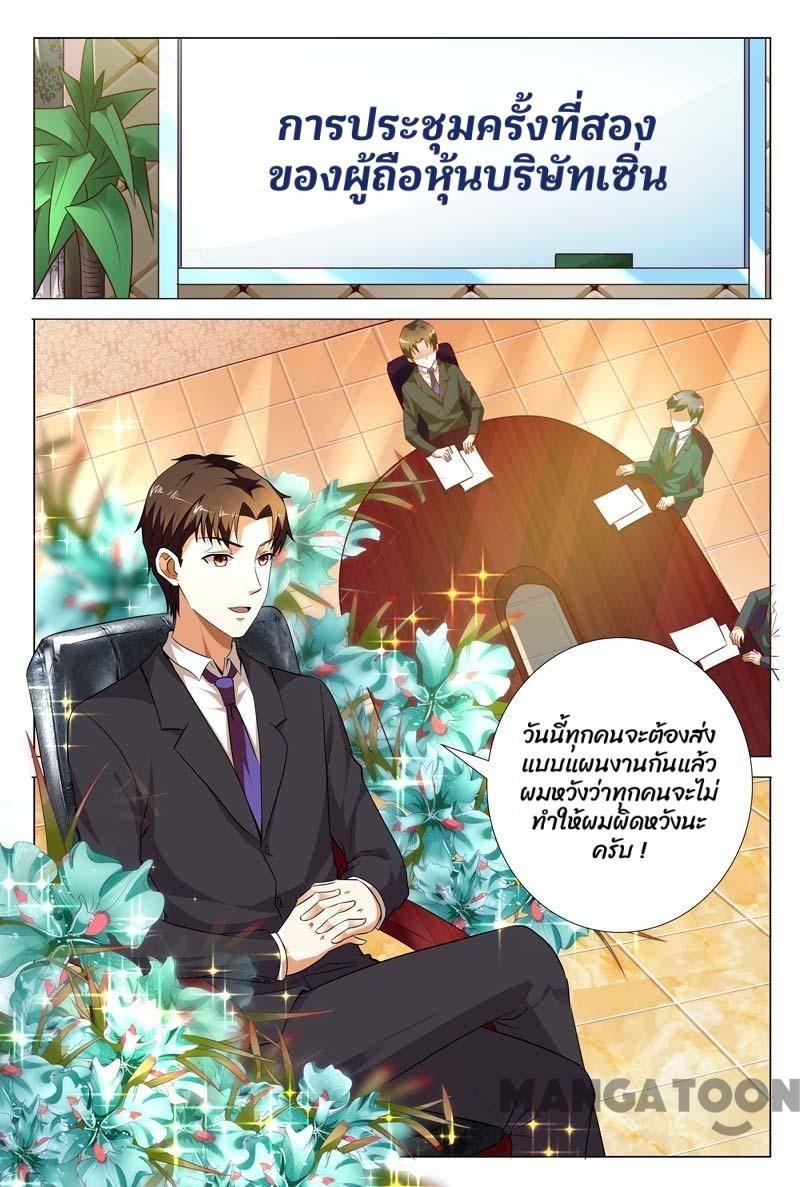 การประชุมครั้งที่สอง
ของผู้ถือหุ้นบริษัทเซิ่น
วันนี้ทุกคนจะต้องส่ง
แบบแผนงานกันแล้ว
ผมหวังว่าทุกคนจะไม่
ทำให้ผมผิดหวังนะ
ครับ !
MANGATOON